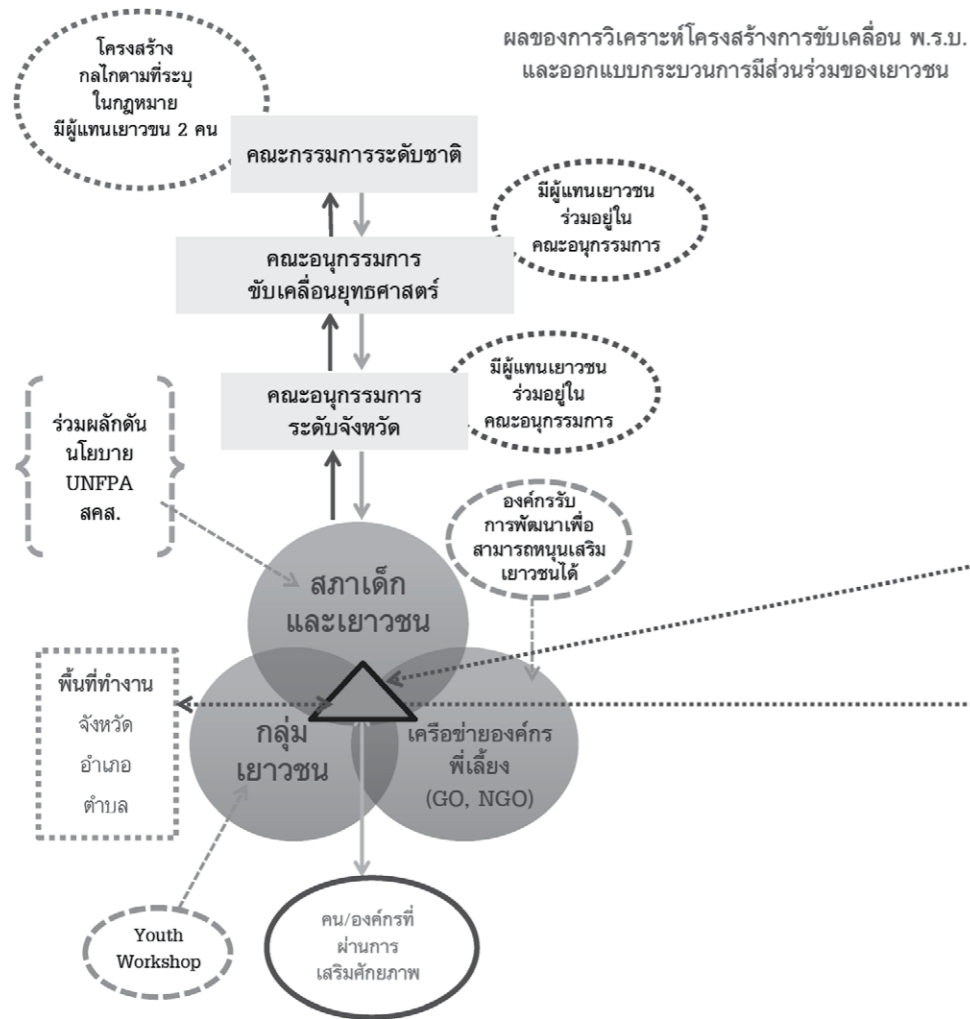 ผลของการวิเคราะห์โครงสร้างการขับเคลื่อน พ.ร.บ.
และออกแบบกระบวนการมีส่วนร่วมของเยาวชน
โครงสร้าง
กลไกตามที่ระบุ
ในกฎหมาย
มีผู้แทนเยาวขน 2 คน
คณะกรรมการระดับชาติ
มีผู้แทนเยาวชน
ร่วมอยู่ใน
คณะอนุกรรมการ
คณะอนุกรรมการ
ขับเคลื่อนยุทธศาสตร์
มีผู้แทนเยาวชน
ร่วมอยู่ใน
คณะอนุกรรมการ
คณะอนุกรรมการ
ระดับจังหวัด
ร่วมผลักดัน
นโยบาย
UNFPA
สคส.
องค์กรรับ
การพัฒนาเพื่อ
สามารถหนุนเสริม
เยาวชนได้
สภาเด็ก
และเยาวชน
พื้นที่ทำงาน
จังหวัด
อำเภอ
ตำบล
กลุ่ม
เยาวชน
เครือข่ายองค์กร
พี่เลี้ยง
(GO, NGO)
Youth
Workshop
คน/องค์กรที่
ผ่านการ
เสริมศักยภาพ